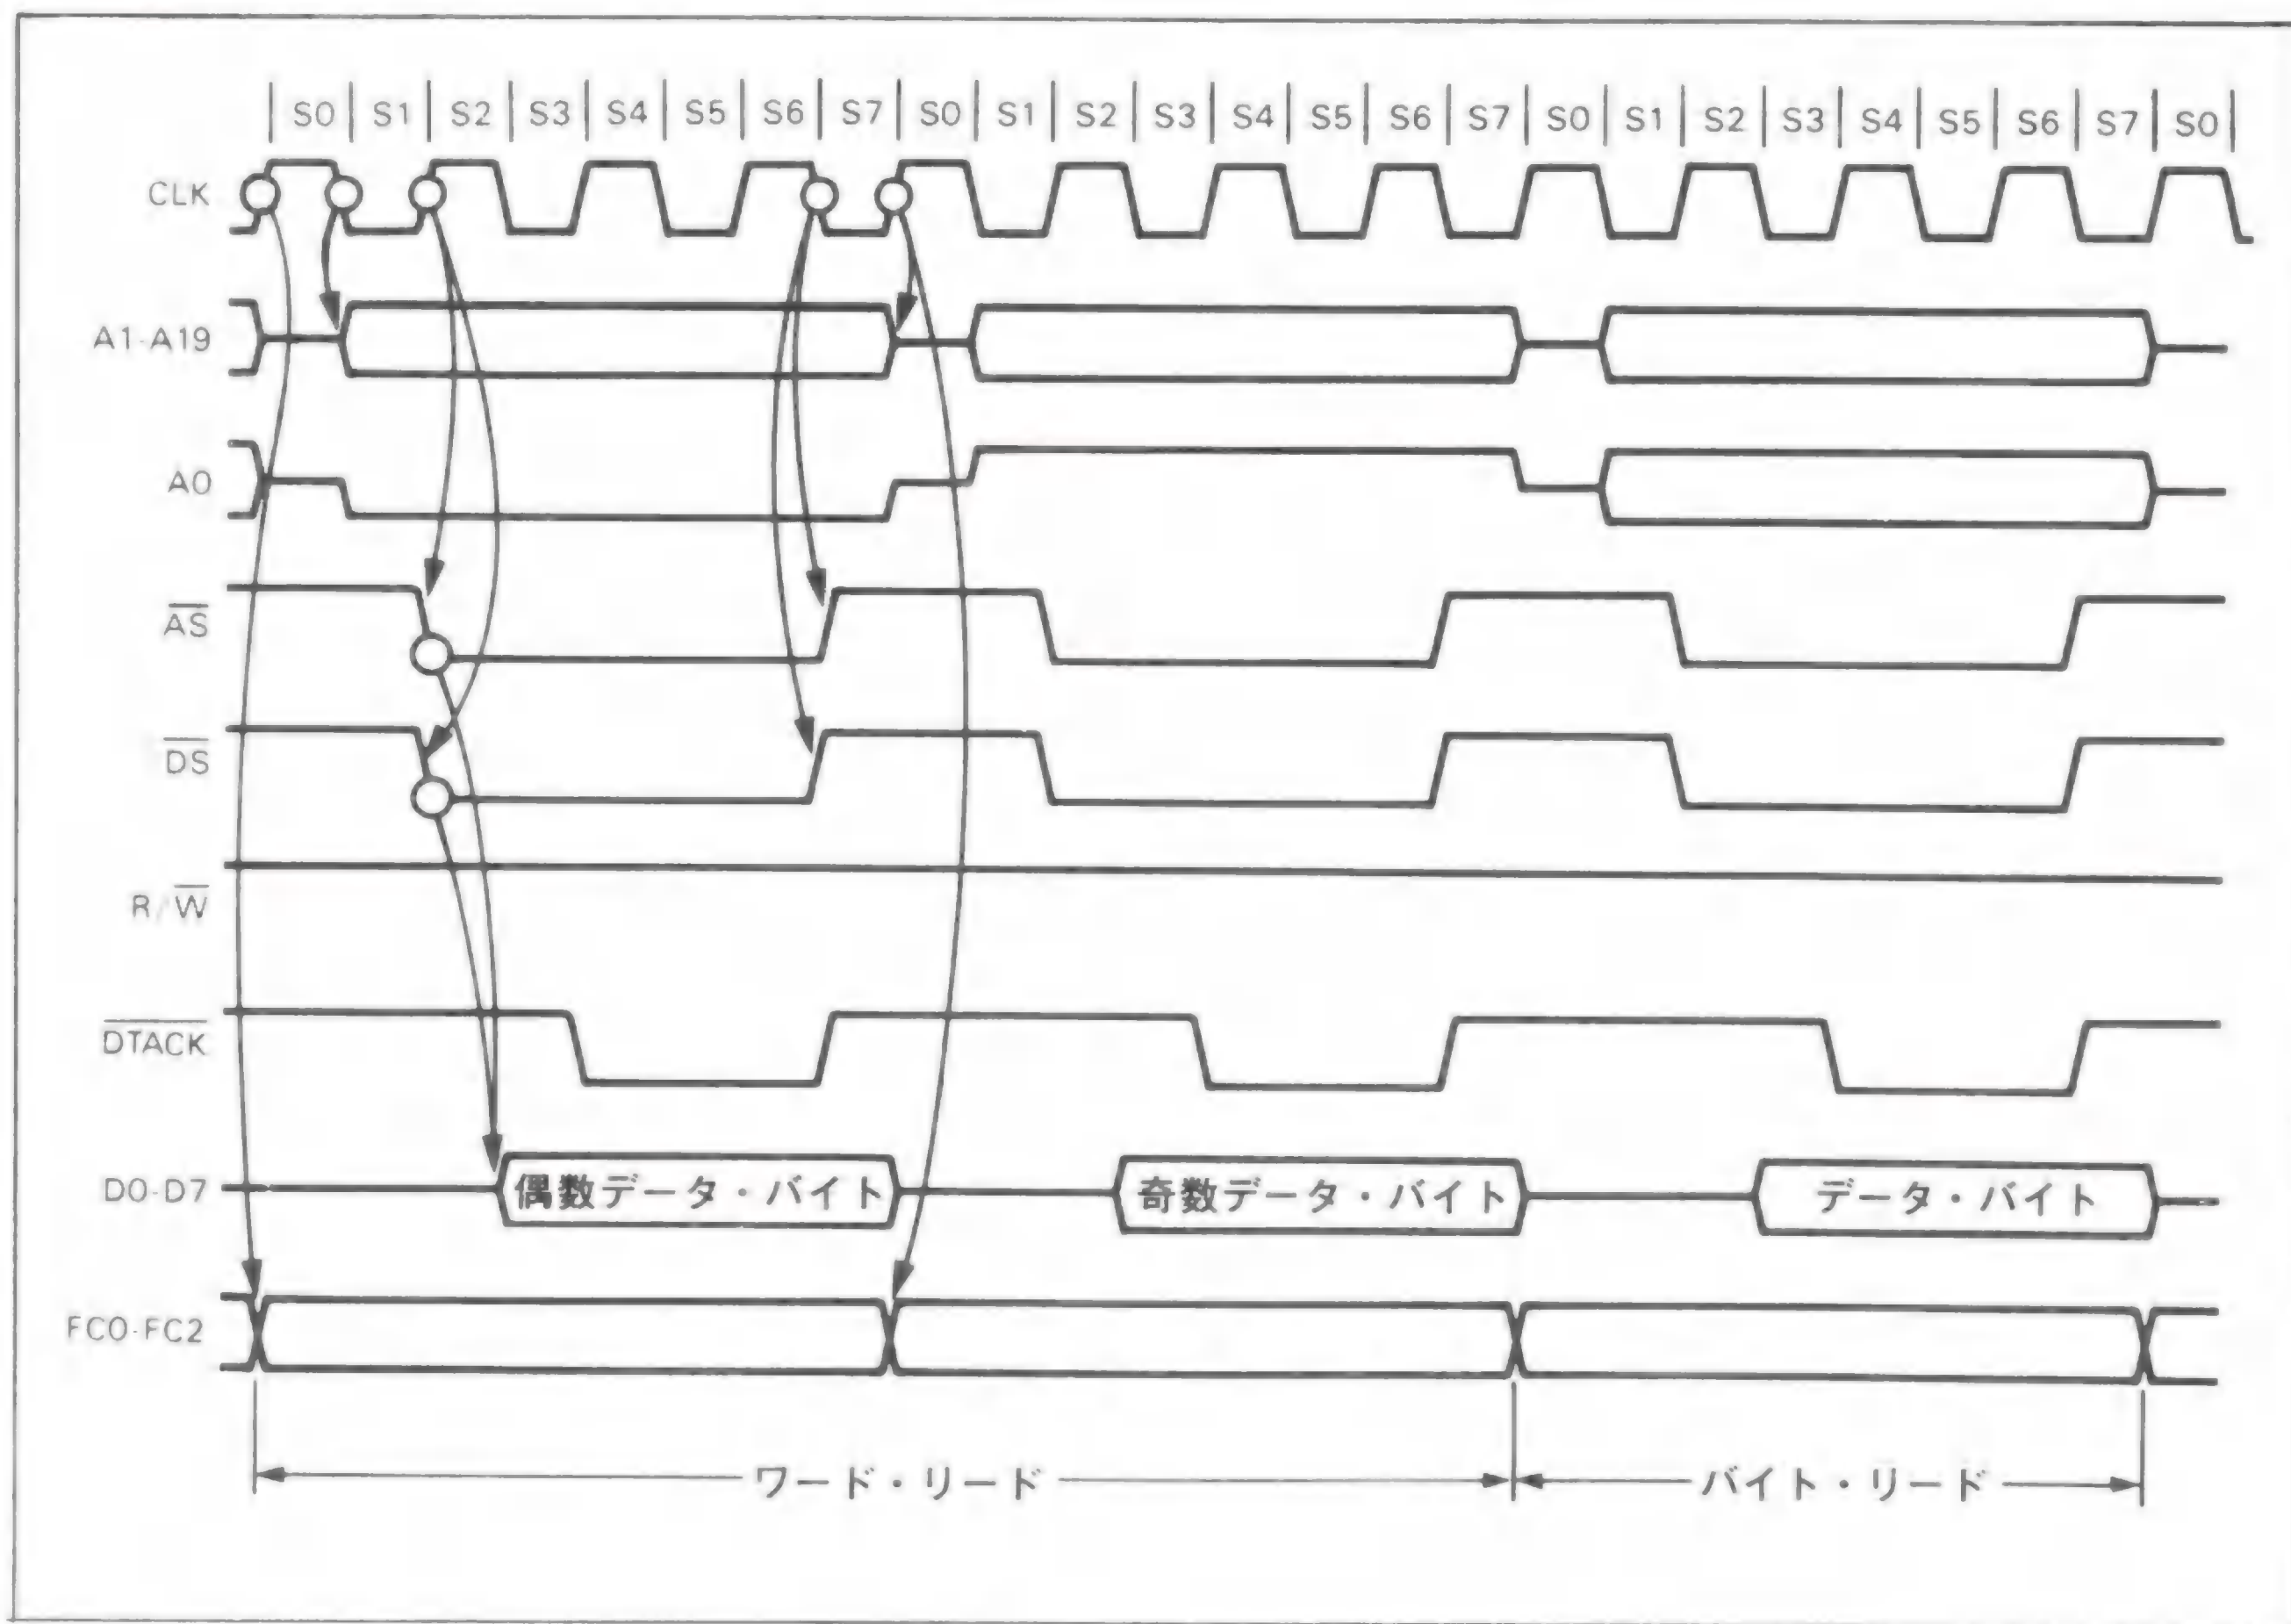 S0 S1 S2 S3 S4 S5 S6 S7 S0 S1 S2 S3 S4 S5 S6 S7 S0 S1 S2 S3 S4 S5 S6 S7 S0
CLK
A1-A19
A0
A̅S̅
D̅S̅
R/W̅
D̅T̅A̅C̅K̅
D0-D7 偶数データ・バイト 奇数データ・バイト データ・バイト
FC0-FC2
ワード・リード バイト・リード